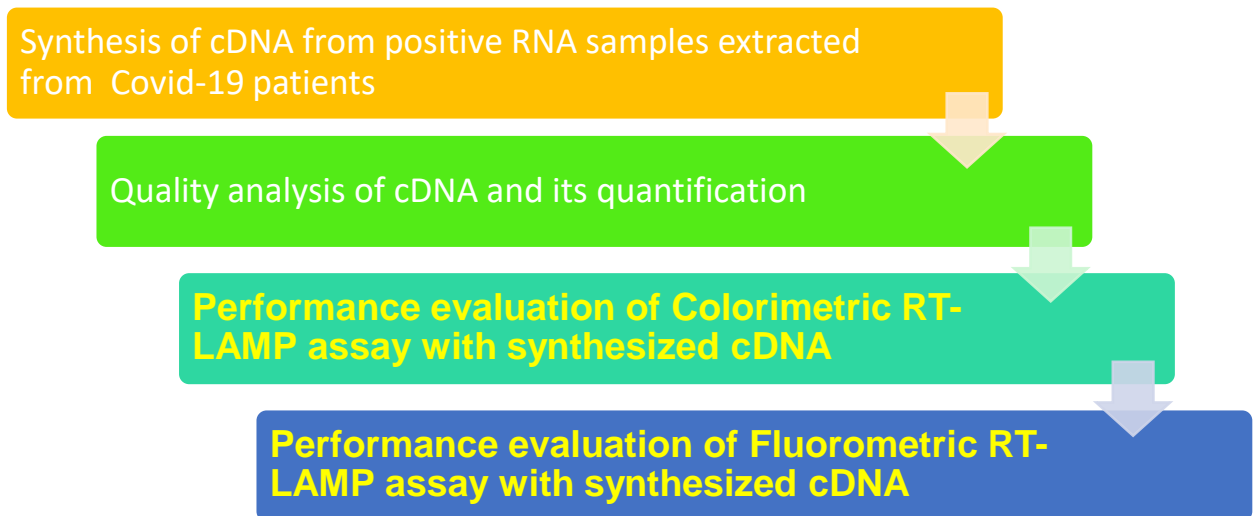 Synthesis of cDNA from positive RNA samples extracted
from  Covid-19 patients
Quality analysis of cDNA and its quantification
Performance evaluation of Colorimetric RT-
LAMP assay with synthesized cDNA
Performance evaluation of Fluorometric RT-
LAMP assay with synthesized cDNA